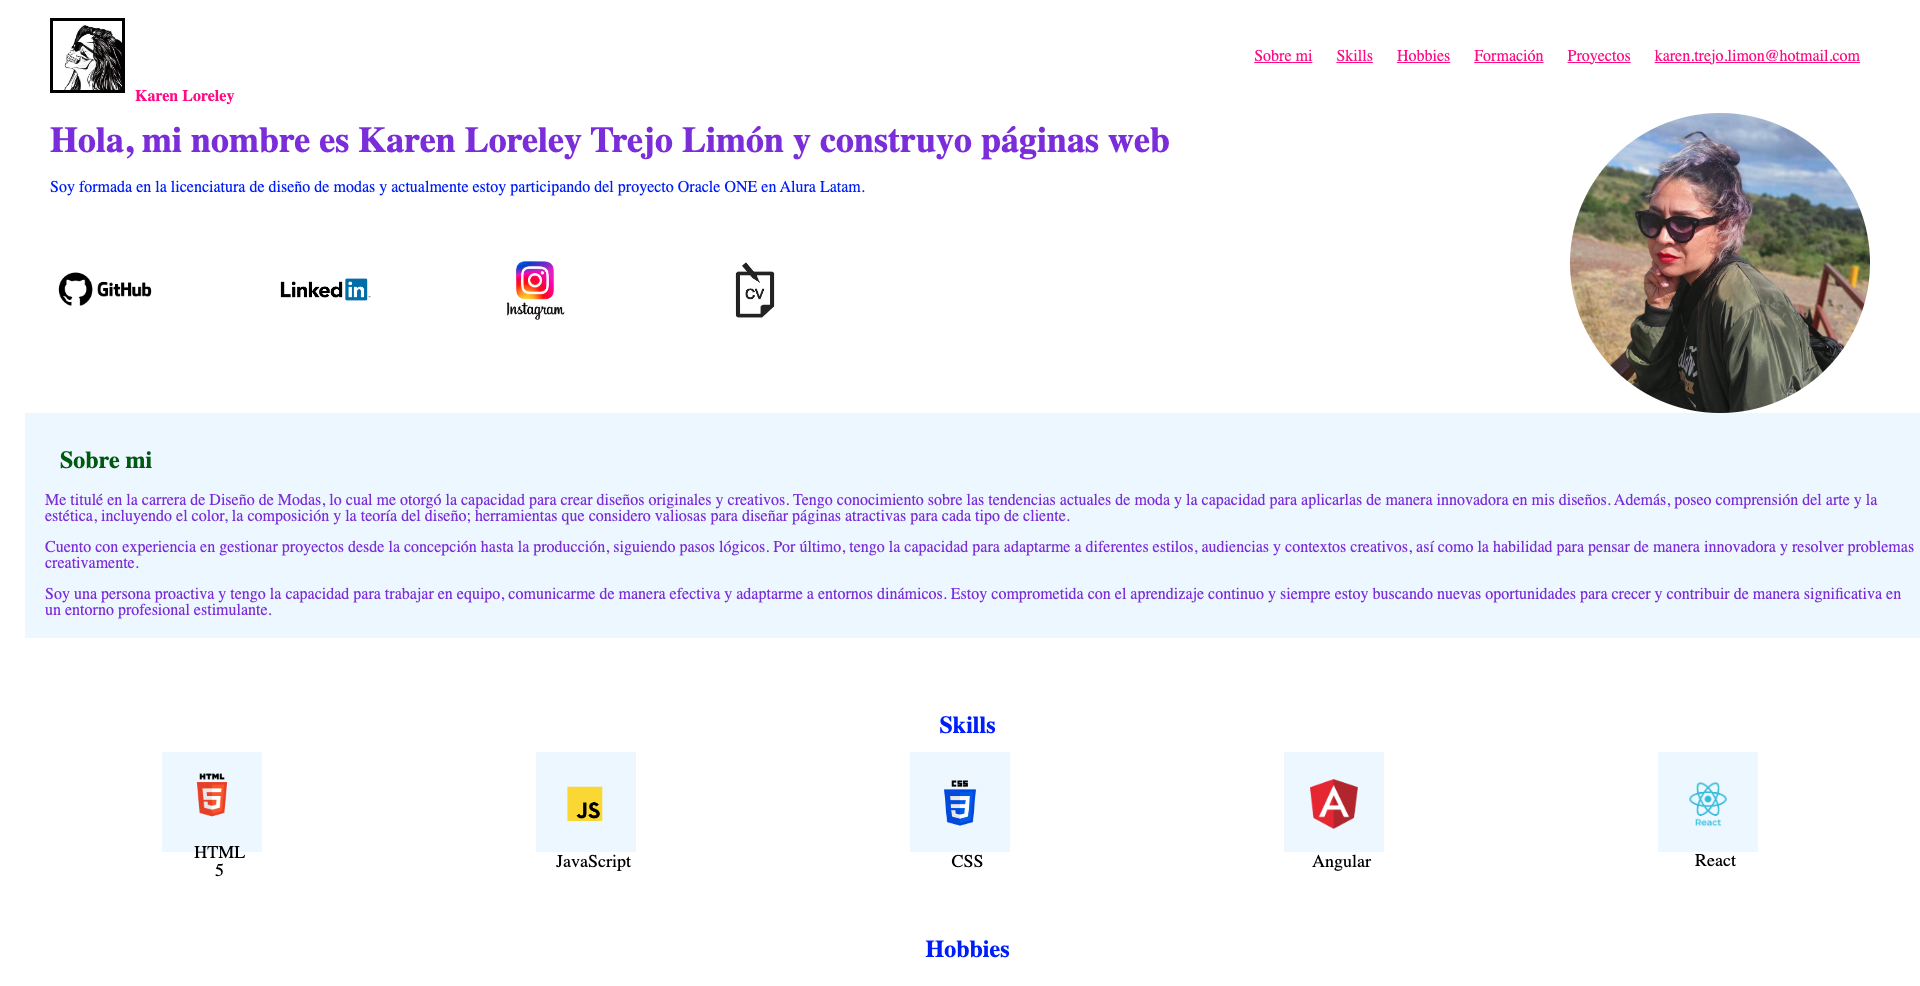 Sobre mi Skills Hobbies Formación Proyectos karen.trejo.limon@hotmail.com
Karen Loreley
Hola, mi nombre es Karen Loreley Trejo Limón y construyo páginas web
Soy formada en la licenciatura de diseño de modas y actualmente estoy participando del proyecto Oracle ONE en Alura Latam.
GitHub
Linked in
Instagram
CV
Sobre mi
Me titulé en la carrera de Diseño de Modas, lo cual me otorgó la capacidad para crear diseños originales y creativos. Tengo conocimiento sobre las tendencias actuales de moda y la capacidad para aplicarlas de manera innovadora en mis diseños. Además, poseo comprensión del arte y la
estética, incluyendo el color, la composición y la teoría del diseño; herramientas que considero valiosas para diseñar páginas atractivas para cada tipo de cliente.
Cuento con experiencia en gestionar proyectos desde la concepción hasta la producción, siguiendo pasos lógicos. Por último, tengo la capacidad para adaptarme a diferentes estilos, audiencias y contextos creativos, así como la habilidad para pensar de manera innovadora y resolver problemas
creativamente.
Soy una persona proactiva y tengo la capacidad para trabajar en equipo, comunicarme de manera efectiva y adaptarme a entornos dinámicos. Estoy comprometida con el aprendizaje continuo y siempre estoy buscando nuevas oportunidades para crecer y contribuir de manera significativa en
un entorno profesional estimulante.
Skills
HTML
5
HTML
5
JS
JavaScript
CSS
3
CSS
A
Angular
React
React
Hobbies